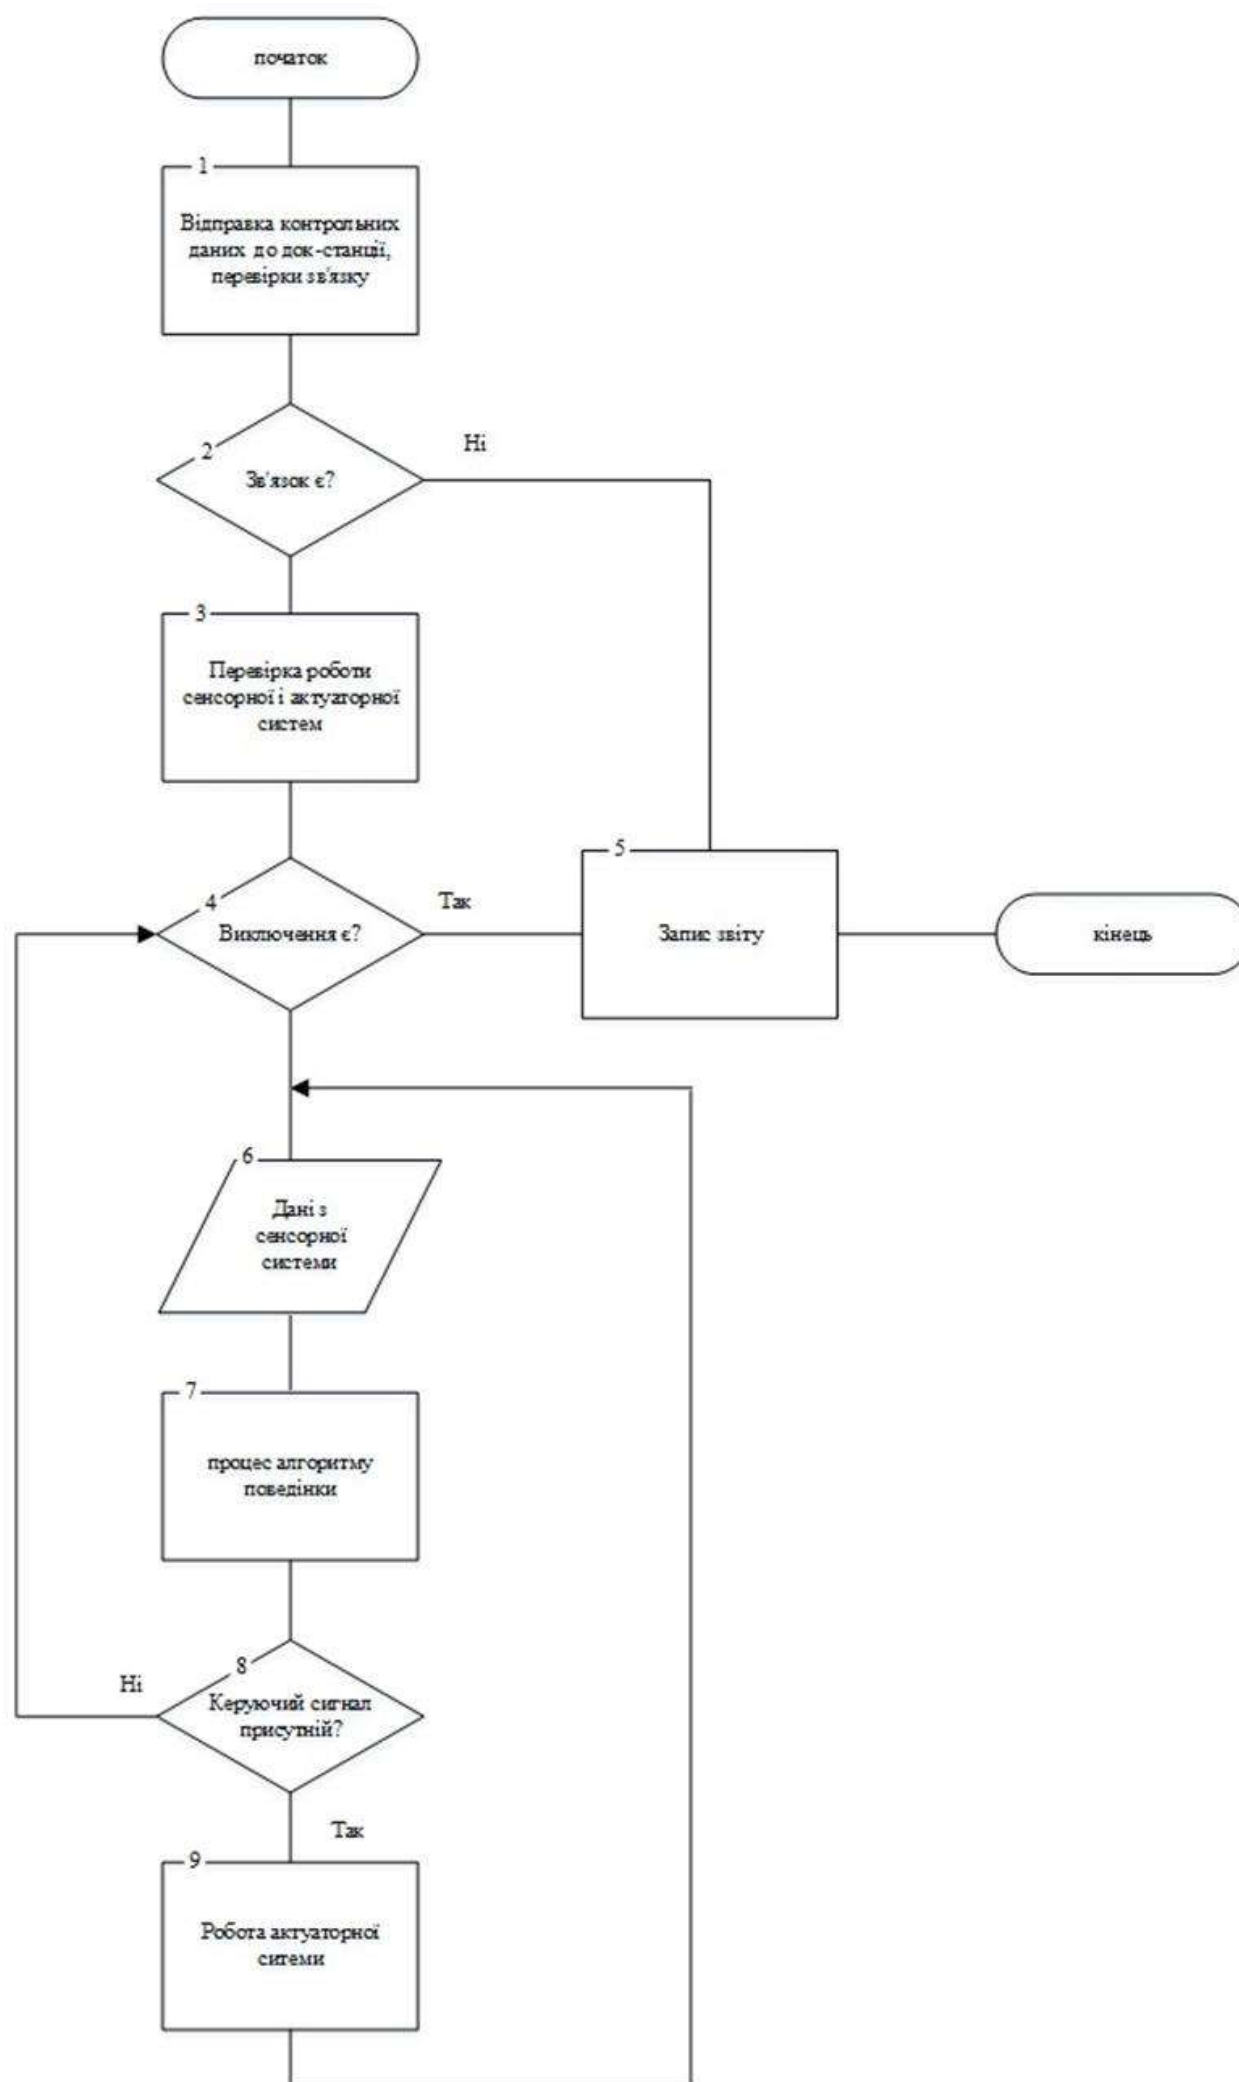 початок
1
Відправка контрольних
даних до док-станції,
перевірки зв'язку
2
Ні
Зв'язок є?
3
Перевірка роботи
сенсорної і актуаторної
систем
4
Так
Виключення є?
5
Запис звіту
кінець
6
Дані з
сенсорної
системи
7
процес алгоритму
поведінки
8
Ні
Керуючий сигнал
присутній?
Так
9
Робота актуаторної
ситеми